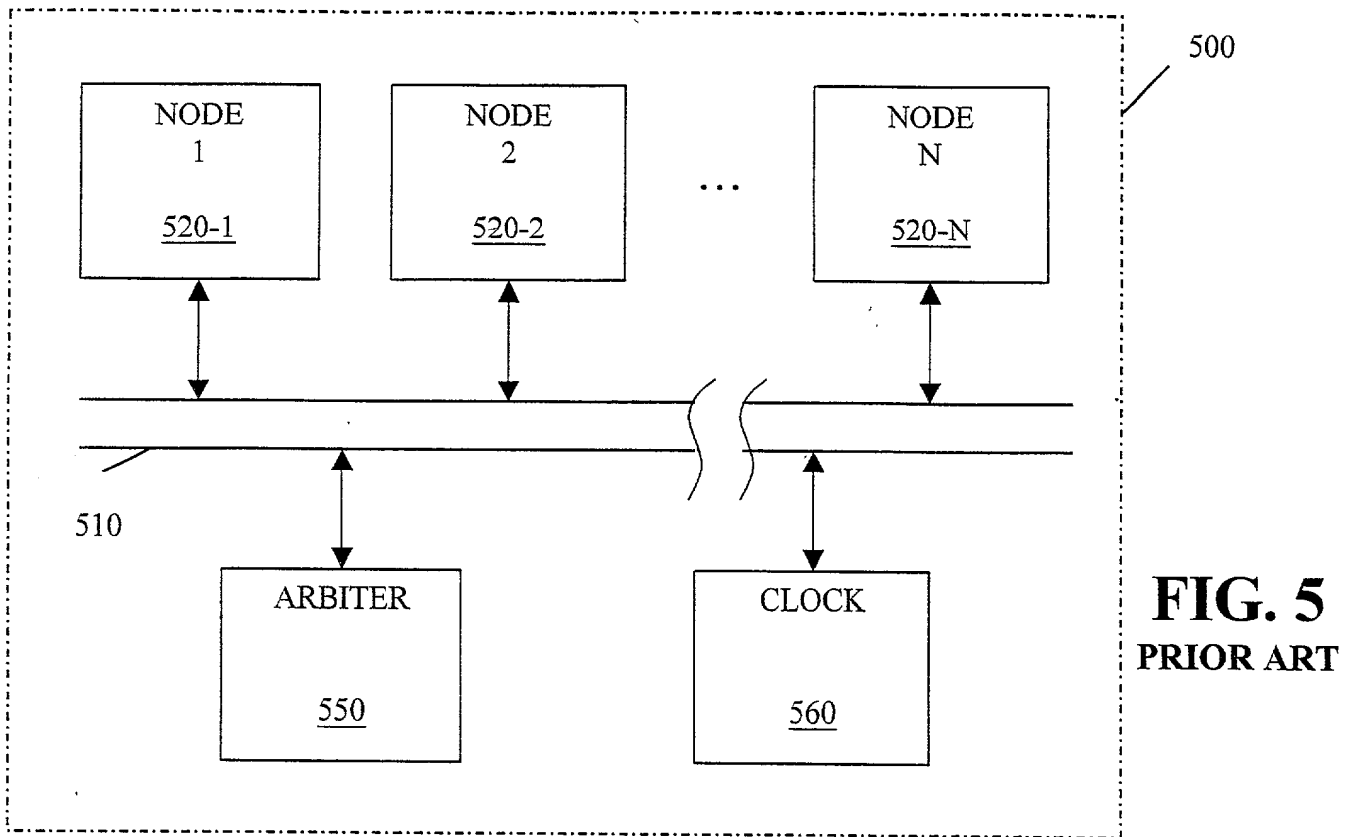 500
NODE
1
520-1
NODE
2
520-2
...
NODE
N
520-N
510
ARBITER
550
CLOCK
560
FIG. 5
PRIOR ART